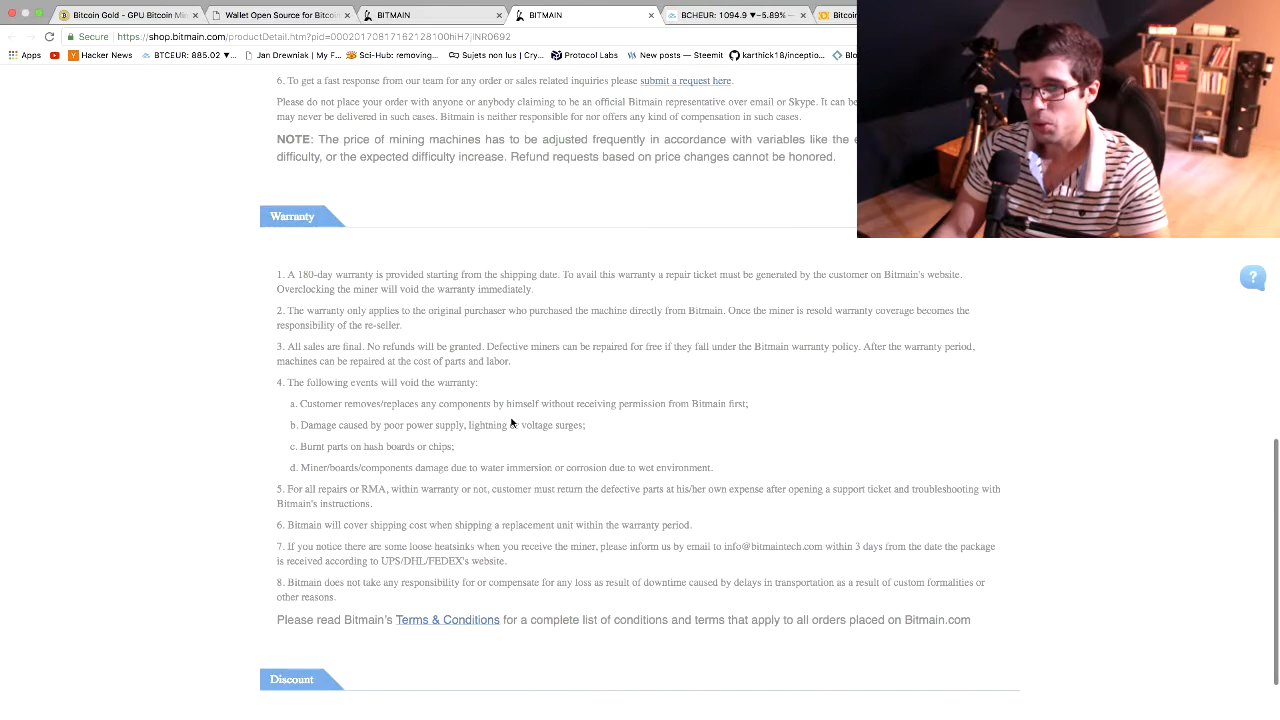 Bitcoin Gold - GPU Bitcoin Min
Wallet Open Source for Bitcoi
BITMAIN
BITMAIN
BCHEUR: 1094.9 ▼-5.89%
Bitcoin
Secure
https://shop.bitmain.com/productDetail.htm?pid=00020170817162128100hiH7jINR0692
Apps
Hacker News
BTCEUR: 885.02 ▼...
Jan Drewniak | My F...
Sci-Hub: removing...
Sujets non lus | Cry...
Protocol Labs
New posts — Steemit
karthick18/inceptio...
Blo
6. To get a fast response from our team for any order or sales related inquiries please submit a request here.
Please do not place your order with anyone or anybody claiming to be an official Bitmain representative over email or Skype. It can be
may never be delivered in such cases. Bitmain is neither responsible for nor offers any kind of compensation in such cases.
NOTE: The price of mining machines has to be adjusted frequently in accordance with variables like the e
difficulty, or the expected difficulty increase. Refund requests based on price changes cannot be honored.
Warranty
1. A 180-day warranty is provided starting from the shipping date. To avail this warranty a repair ticket must be generated by the customer on Bitmain's website.
Overclocking the miner will void the warranty immediately.
2. The warranty only applies to the original purchaser who purchased the machine directly from Bitmain. Once the miner is resold warranty coverage becomes the
responsibility of the re-seller.
3. All sales are final. No refunds will be granted. Defective miners can be repaired for free if they fall under the Bitmain warranty policy. After the warranty period,
machines can be repaired at the cost of parts and labor.
4. The following events will void the warranty:
a. Customer removes/replaces any components by himself without receiving permission from Bitmain first;
b. Damage caused by poor power supply, lightning or voltage surges;
c. Burnt parts on hash boards or chips;
d. Miner/boards/components damage due to water immersion or corrosion due to wet environment.
5. For all repairs or RMA, within warranty or not, customer must return the defective parts at his/her own expense after opening a support ticket and troubleshooting with
Bitmain's instructions.
6. Bitmain will cover shipping cost when shipping a replacement unit within the warranty period.
7. If you notice there are some loose heatsinks when you receive the miner, please inform us by email to info@bitmaintech.com within 3 days from the date the package
is received according to UPS/DHL/FEDEX's website.
8. Bitmain does not take any responsibility for or compensate for any loss as result of downtime caused by delays in transportation as a result of custom formalities or
other reasons.
Please read Bitmain's Terms & Conditions for a complete list of conditions and terms that apply to all orders placed on Bitmain.com
Discount